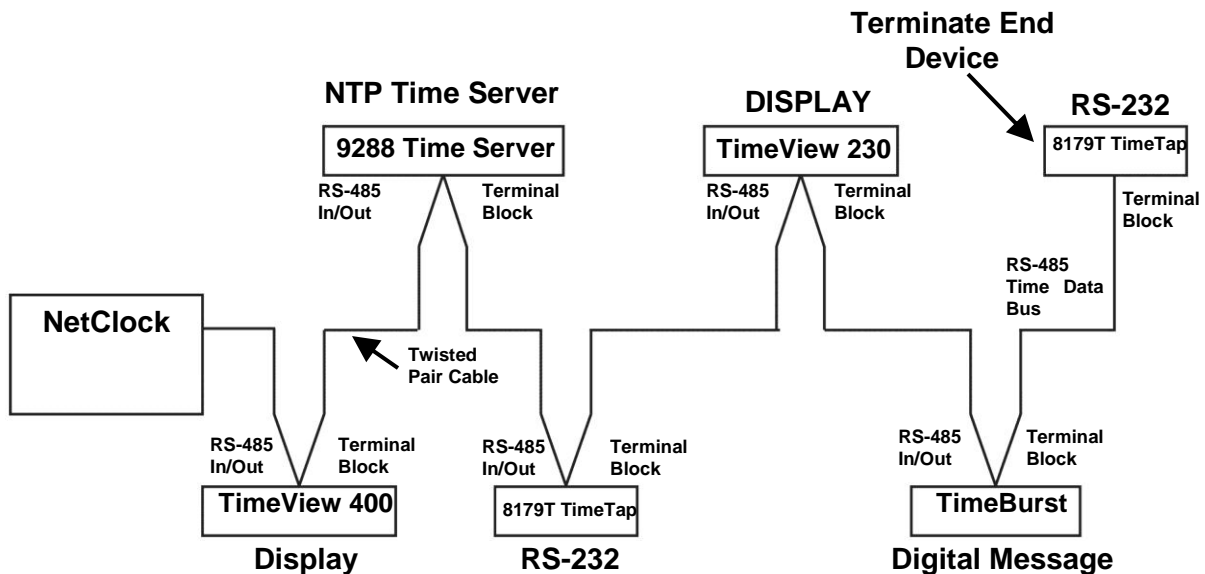 Terminate End
Device
NTP Time Server
DISPLAY
RS-232
9288 Time Server
TimeView 230
8179T TimeTap
RS-485
In/Out
Terminal
Block
RS-485
In/Out
Terminal
Block
Terminal
Block
RS-485
Time Data
Bus
NetClock
Twisted
Pair Cable
RS-485
In/Out
Terminal
Block
RS-485
In/Out
Terminal
Block
RS-485
In/Out
Terminal
Block
TimeView 400
8179T TimeTap
TimeBurst
Display
RS-232
Digital Message